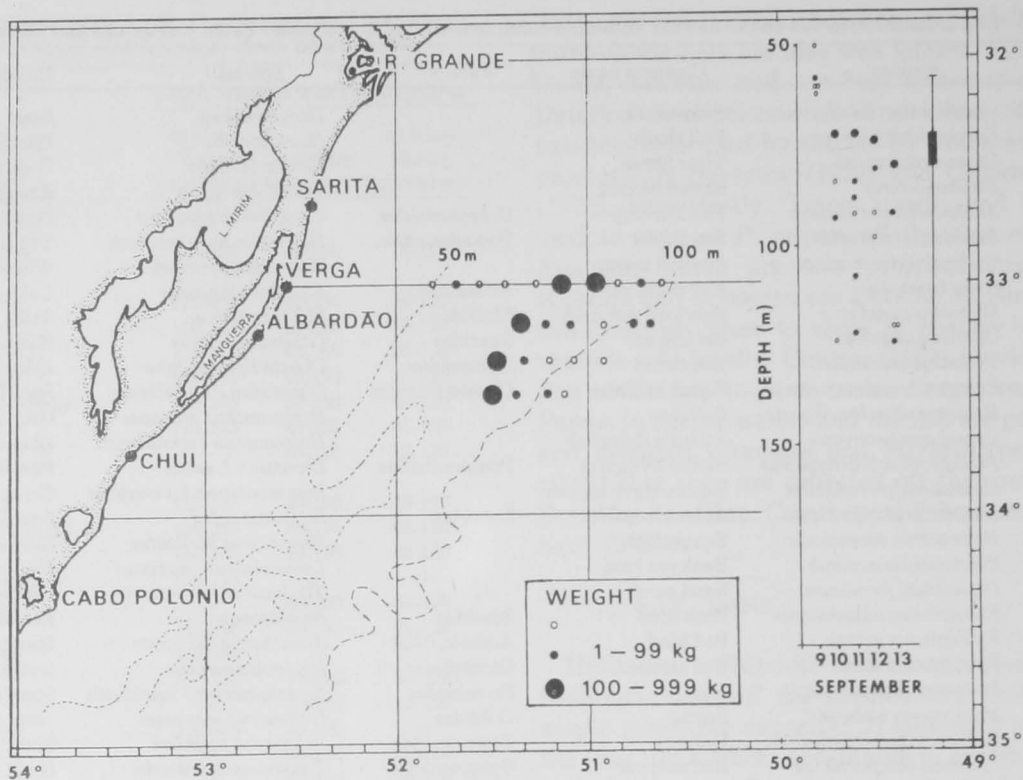 R. GRANDE
50
32°
SARITA
L. MIRIM
VERGA
50 m
100 m
100
33°
ALBARDÃO
MANGUEIRA
DEPTH (m)
CHUI
150
34°
CABO POLONIO
WEIGHT
1 – 99 kg
100 – 999 kg
9 10 11 12 13
SEPTEMBER
35°
54° 53° 52° 51° 50° 49°